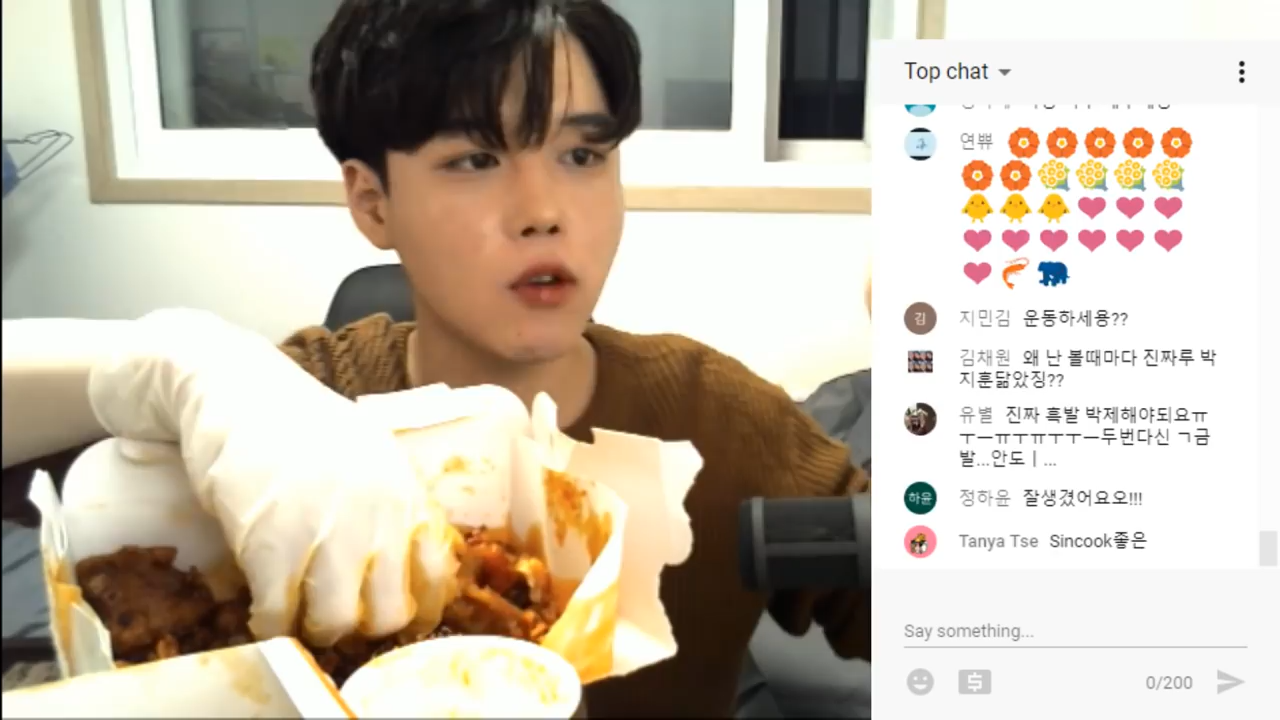 Top chat
연쀼
지민김 운동하세용??
김채원 왜 난 볼때마다 진짜루 박
지훈닮았징??
유별 진짜 흑발 박제해야되요ㅠ
ㅜㅡㅠㅜㅠㅜㅜㅡ두번다신 ㄱ금
발...안도ㅣ...
정하윤 잘생겼어요오!!!
Tanya Tse Sincook좋은
Say something...
0/200